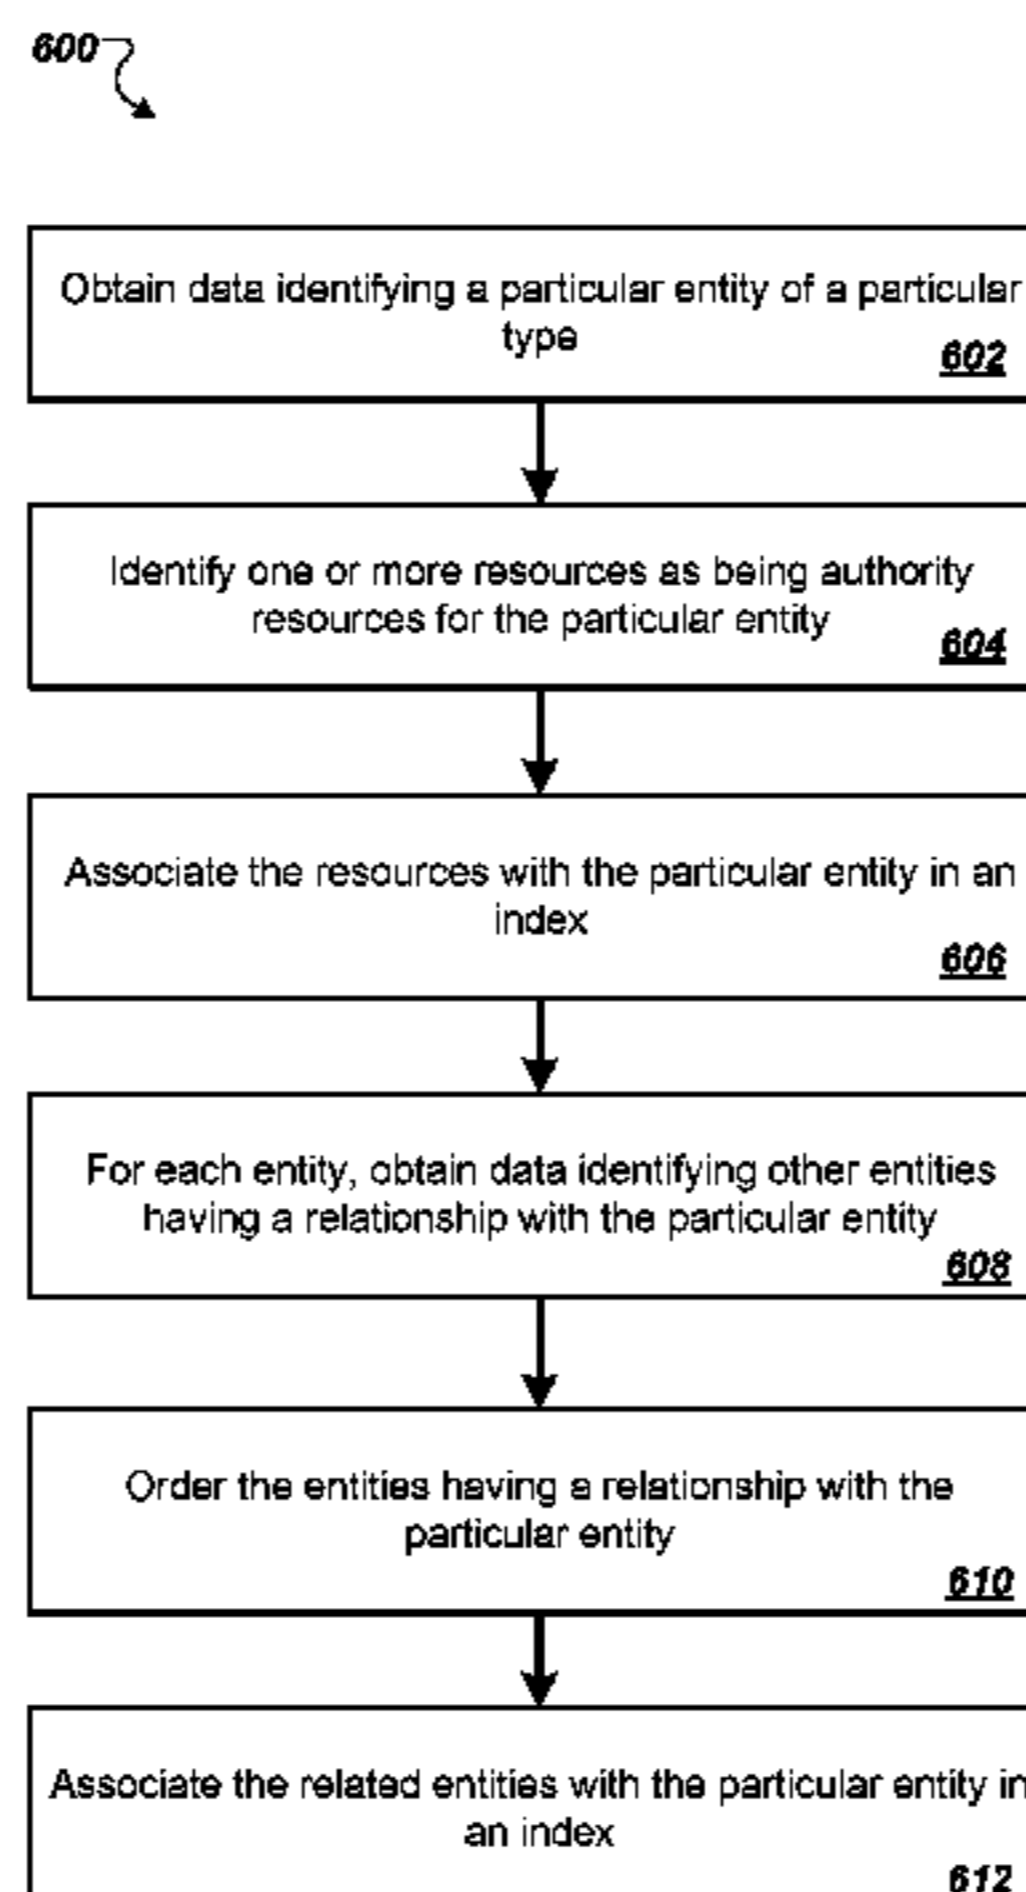 600
Obtain data identifying a particular entity of a particular
type
602
Identify one or more resources as being authority
resources for the particular entity
604
Associate the resources with the particular entity in an
index
606
For each entity, obtain data identifying other entities
having a relationship with the particular entity
608
Order the entities having a relationship with the
particular entity
610
Associate the related entities with the particular entity in
an index
612